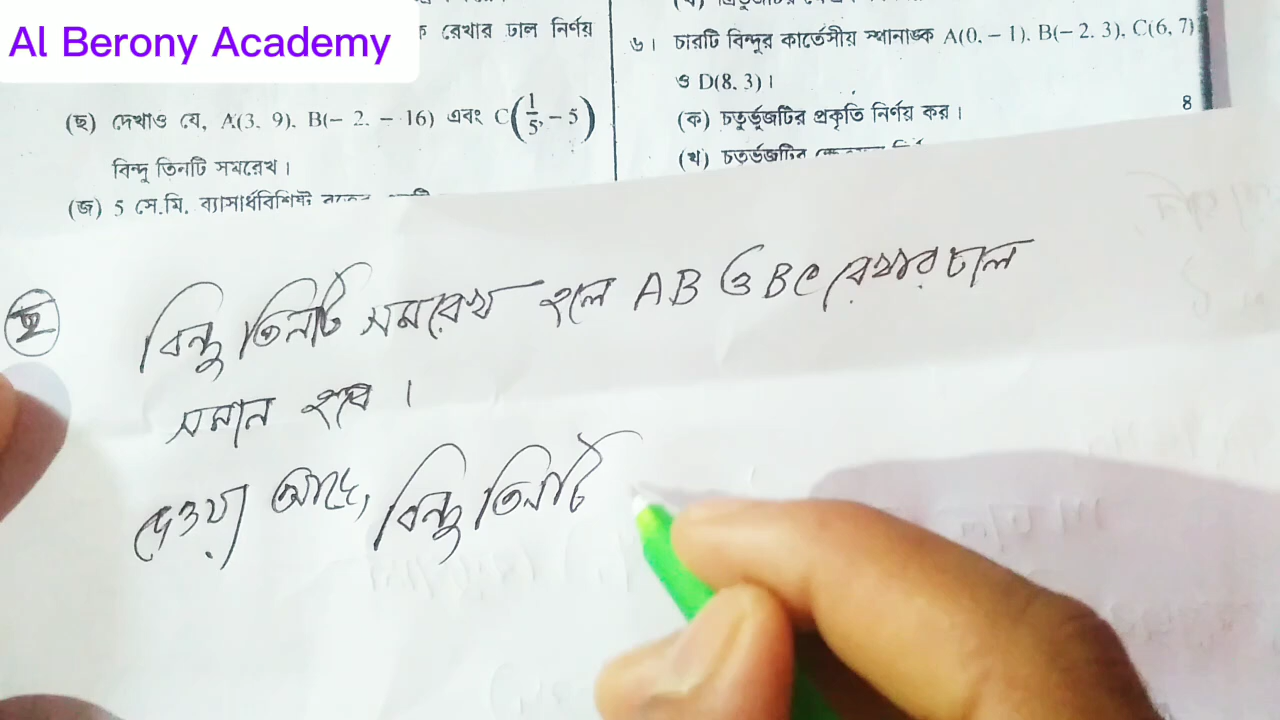 Al Berony Academy
ক রেখার ঢাল নির্ণয়
(ছ) দেখাও যে, A(3, 9), B(− 2, − 16) এবং C(1/5, − 5)
বিন্দু তিনটি সমরেখ।
(জ) 5 সে.মি. ব্যাসার্ধবিশিষ্ট
৬। চারটি বিন্দুর কার্তেসীয় স্থানাঙ্ক A(0, − 1), B(− 2, 3), C(6, 7)
ও D(8, 3)।
8
(ক) চতুর্ভুজটির প্রকৃতি নির্ণয় কর।
(খ) চতুর্ভুজটির
ছ
বিন্দু তিনটি সমরেখ হলে AB ও BC রেখার ঢাল
সমান হবে।
দেওয়া আছে, বিন্দু তিনটি